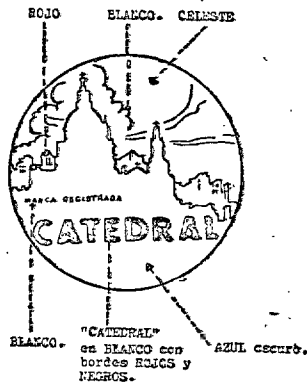 ROJO BLANCO. CELESTE
MARCA REGISTRADA
CATEDRAL
BLANCO.
"CATEDRAL"
en BLANCO con
bordes ROJOS y
NEGROS.
AZUL oscuro.